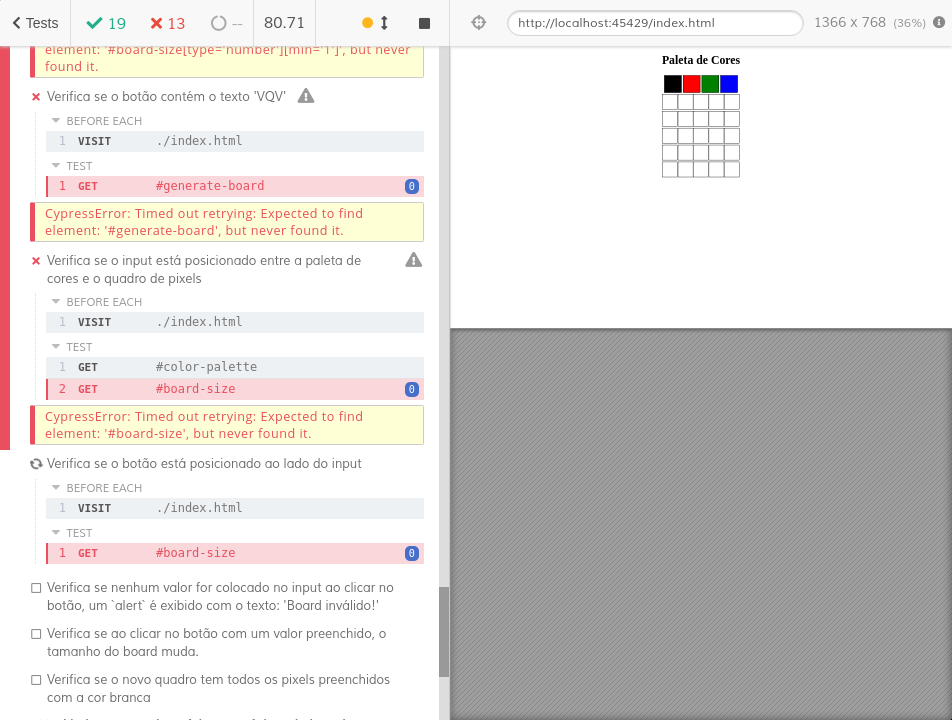 Tests
19
13
--
80.71
http://localhost:45429/index.html
1366 x 768 (36%)
element: '#board-size[type='number'][min='1']', but never
found it.
Verifica se o botão contém o texto 'VQV'
BEFORE EACH
1 VISIT ./index.html
TEST
1 GET #generate-board 0
CypressError: Timed out retrying: Expected to find
element: '#generate-board', but never found it.
Verifica se o input está posicionado entre a paleta de
cores e o quadro de pixels
BEFORE EACH
1 VISIT ./index.html
TEST
1 GET #color-palette
2 GET #board-size 0
CypressError: Timed out retrying: Expected to find
element: '#board-size', but never found it.
Verifica se o botão está posicionado ao lado do input
BEFORE EACH
1 VISIT ./index.html
TEST
1 GET #board-size 0
Verifica se nenhum valor for colocado no input ao clicar no
botão, um `alert` é exibido com o texto: 'Board inválido!'
Verifica se ao clicar no botão com um valor preenchido, o
tamanho do board muda.
Verifica se o novo quadro tem todos os pixels preenchidos
com a cor branca
Paleta de Cores